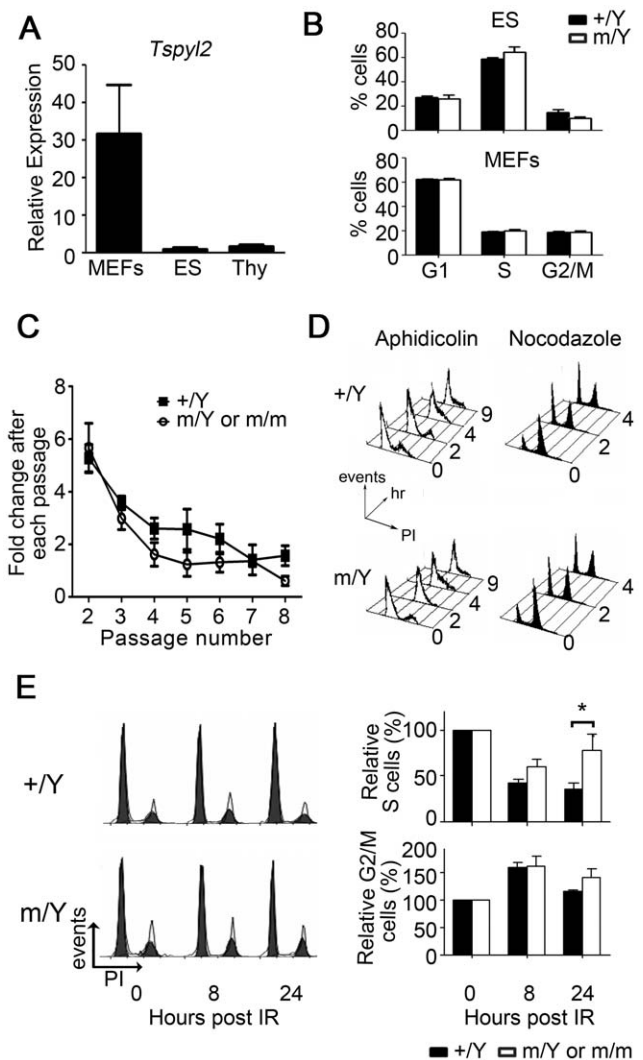 A
Tspyl2
Relative Expression
50
40
30
20
10
0
MEFs ES Thy
B
ES
+/Y
m/Y
% cells
80
60
40
20
0
MEFs
% cells
80
60
40
20
0
G1 S G2/M
C
+/Y
m/Y or m/m
Fold change after
each passage
8
6
4
2
0
2 3 4 5 6 7 8
Passage number
D
Aphidicolin Nocodazole
+/Y
9
4
2
0
4
2
0
events
hr
PI
m/Y
9
4
2
0
4
2
0
E
+/Y
m/Y
events
PI
0 8 24
Hours post IR
*
Relative
S cells (%)
100
50
0
Relative G2/M
cells (%)
200
150
100
50
0
0 8 24
Hours post IR
+/Y m/Y or m/m